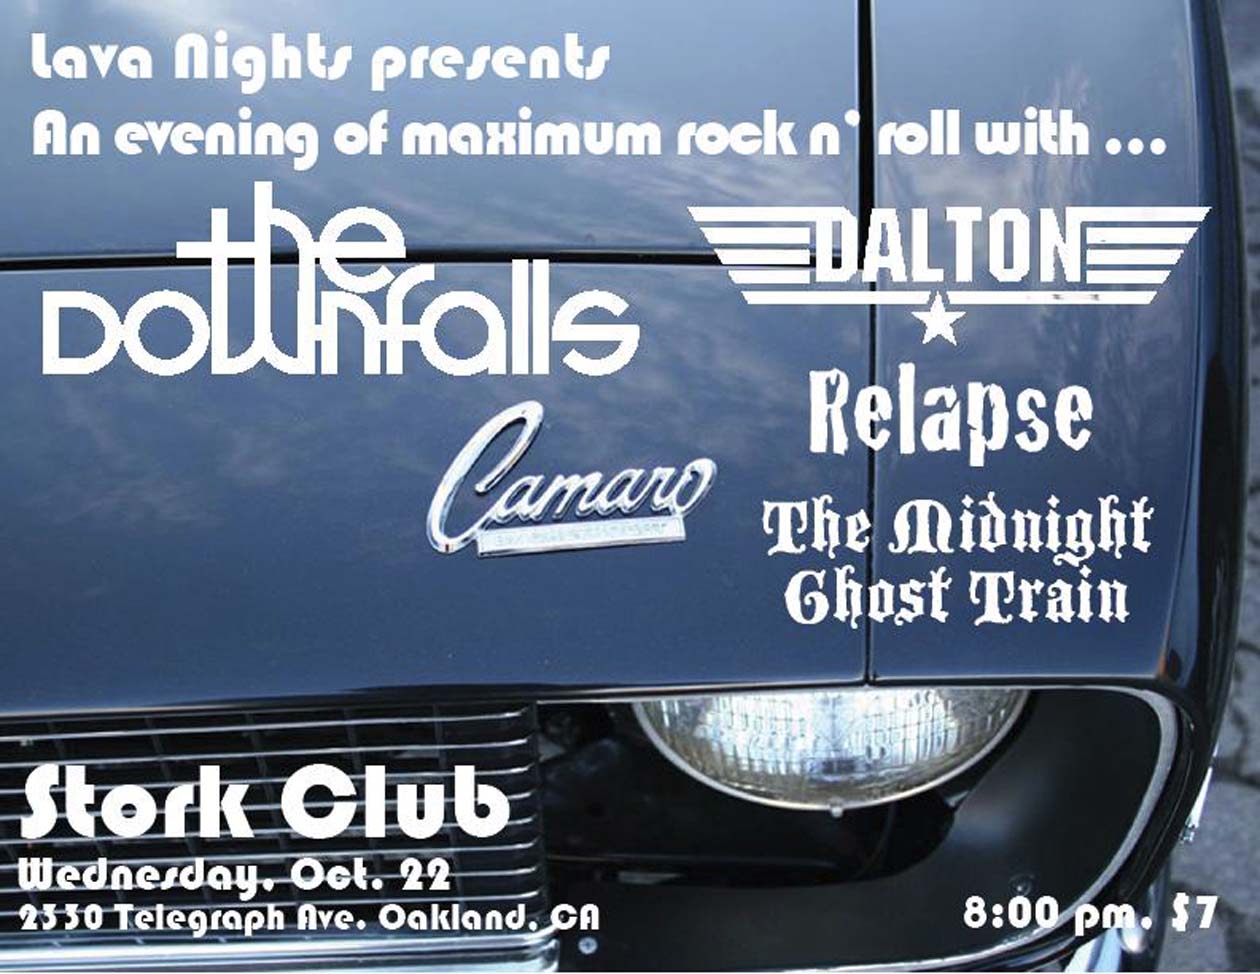 Lava Nights presents
An evening of maximum rock n' roll with ...
the
Downfalls
DALTON
Relapse
Camaro
The Midnight
Ghost Train
Stork Club
Wednesday, Oct. 22
2330 Telegraph Ave. Oakland, CA
8:00 pm. $7